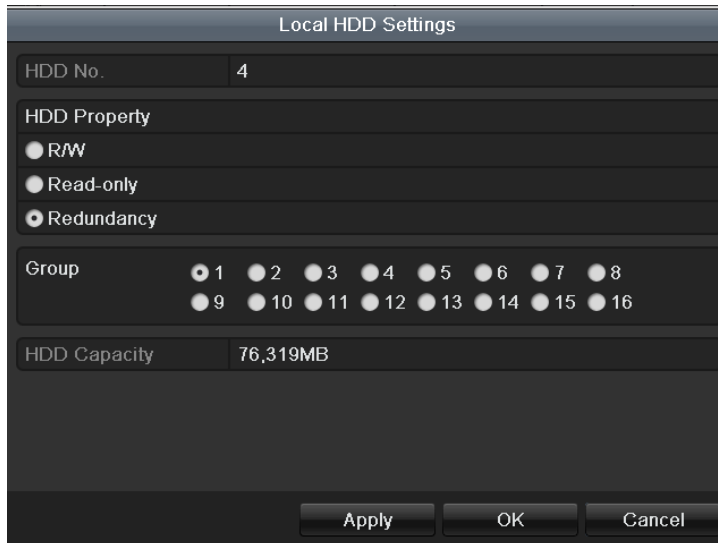 Local HDD Settings
HDD No. 4
HDD Property
R/W
Read-only
Redundancy
Group 1 2 3 4 5 6 7 8
9 10 11 12 13 14 15 16
HDD Capacity 76,319MB
Apply OK Cancel